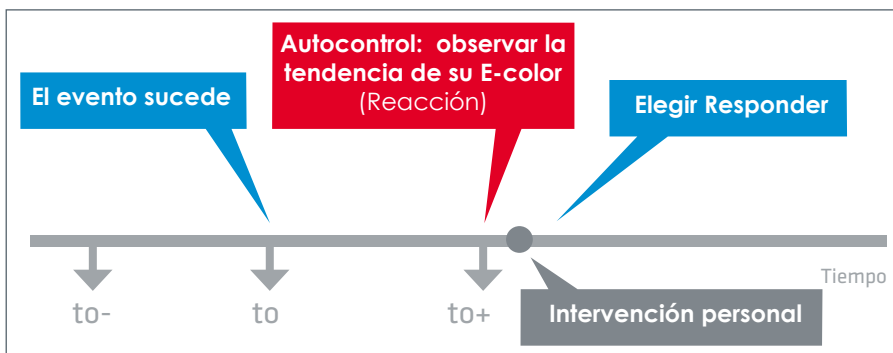 Autocontrol: observar la
tendencia de su E-color
(Reacción)
El evento sucede
Elegir Responder
Tiempo
to-
to
to+
Intervención personal